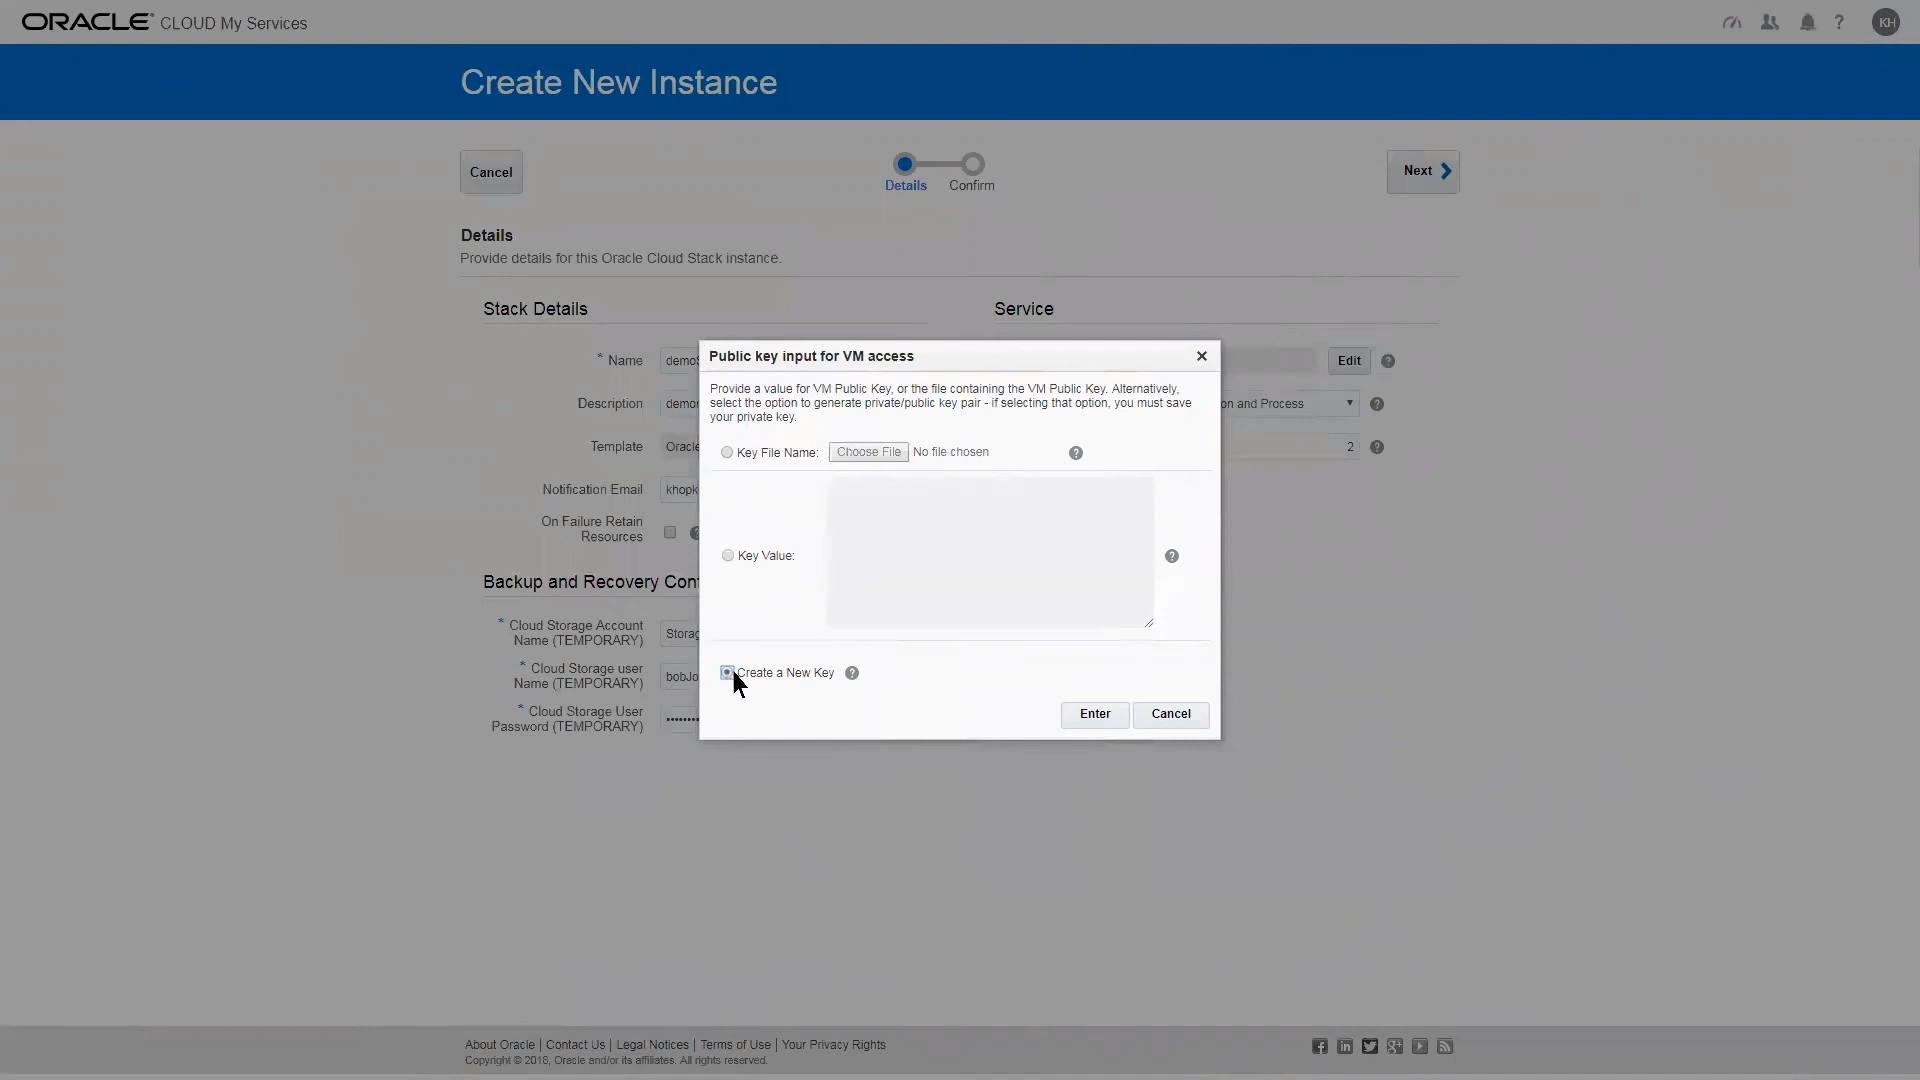 ORACLE CLOUD My Services
KH
Create New Instance
Cancel
Details
Confirm
Next
Details
Provide details for this Oracle Cloud Stack instance.
Stack Details
Service
* Name
Edit
Description
on and Process
Template
Oracle
2
Notification Email
khopk
On Failure Retain
Resources
Backup and Recovery
* Cloud Storage Account
Name (TEMPORARY)
Storag
* Cloud Storage user
Name (TEMPORARY)
bobJo
* Cloud Storage User
Password (TEMPORARY)
Public key input for VM access
Provide a value for VM Public Key, or the file containing the VM Public Key. Alternatively,
select the option to generate private/public key pair - if selecting that option, you must save
your private key.
Key File Name:
Choose File
No file chosen
Key Value:
Create a New Key
Enter
Cancel
About Oracle | Contact Us | Legal Notices | Terms of Use | Your Privacy Rights
Copyright © 2018, Oracle and/or its affiliates. All rights reserved.